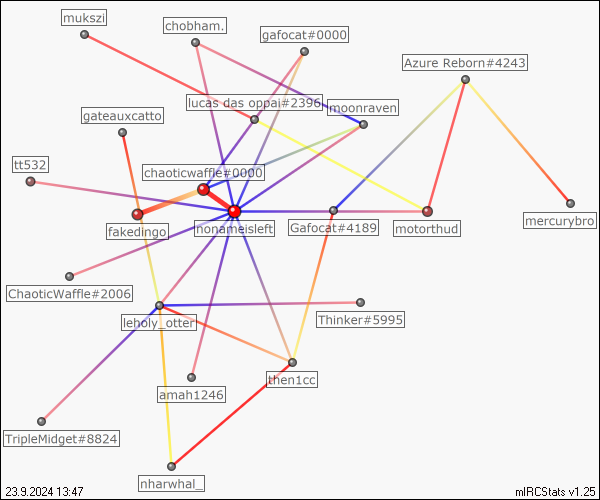 mukszi
chobham.
gafocat#0000
Azure Reborn#4243
lucas das oppai#2396
moonraven
gateauxcatto
tt532
chaoticwaffle#0000
fakedingo
nonameisleft
Gafocat#4189
motorthud
mercurybro
ChaoticWaffle#2006
leholy_otter
Thinker#5995
then1cc
amah1246
TripleMidget#8824
nharwhal_
23.9.2024 13:47
mIRCStats v1.25